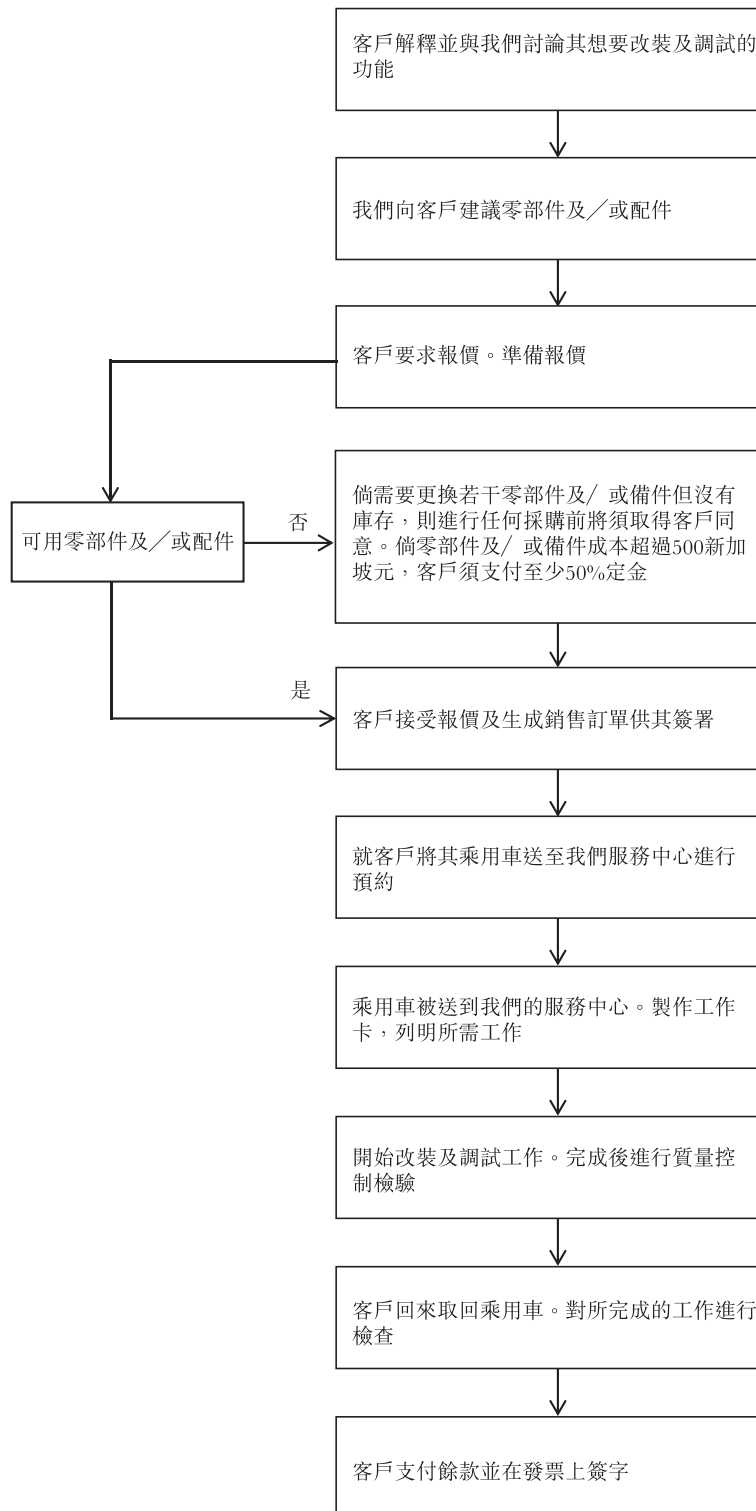 客戶解釋並與我們討論其想要改裝及調試的
功能
我們向客戶建議零部件及／或配件
客戶要求報價。準備報價
可用零部件及／或配件
否
倘需要更換若干零部件及/ 或備件但沒有
庫存，則進行任何採購前將須取得客戶同
意。倘零部件及/ 或備件成本超過500新加
坡元，客戶須支付至少50%定金
是
客戶接受報價及生成銷售訂單供其簽署
就客戶將其乘用車送至我們服務中心進行
預約
乘用車被送到我們的服務中心。製作工作
卡，列明所需工作
開始改裝及調試工作。完成後進行質量控
制檢驗
客戶回來取回乘用車。對所完成的工作進行
檢查
客戶支付餘款並在發票上簽字